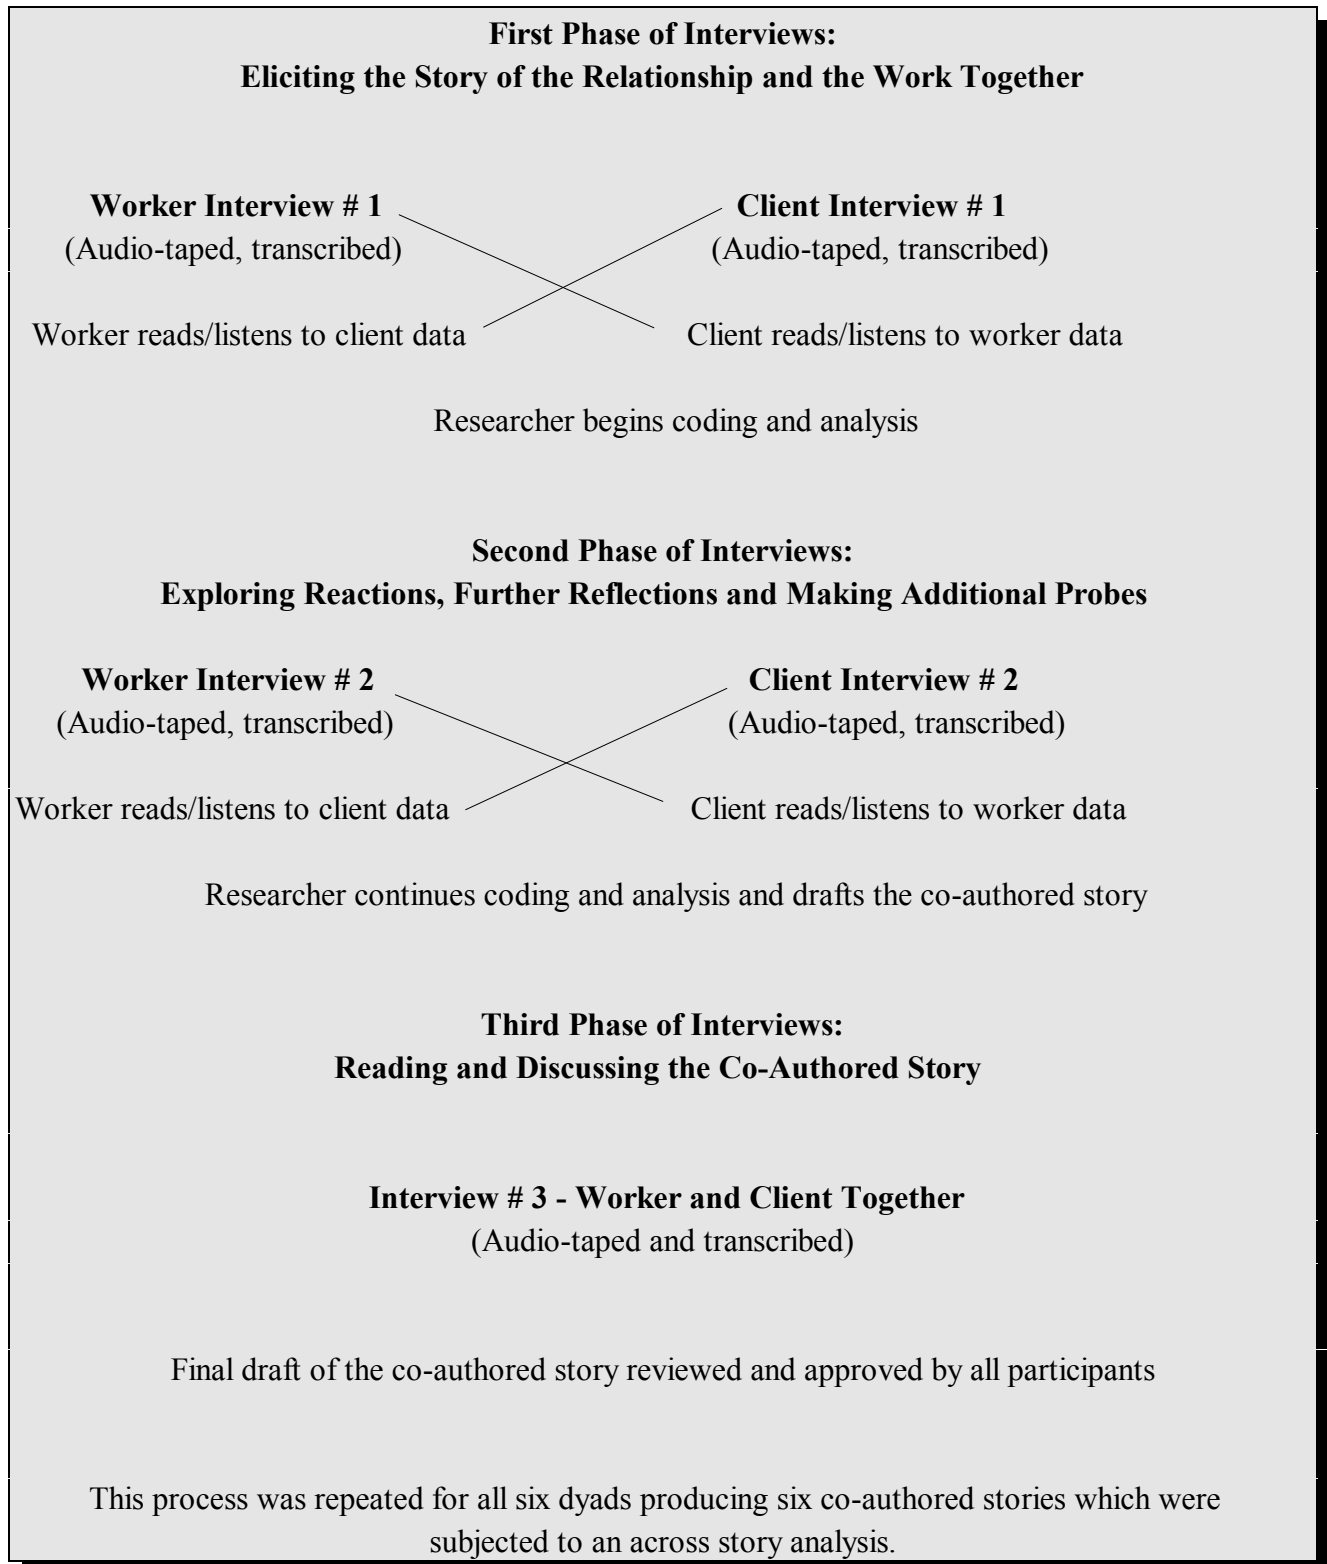 First Phase of Interviews:
Eliciting the Story of the Relationship and the Work Together
Worker Interview # 1
Client Interview # 1
(Audio-taped, transcribed)
(Audio-taped, transcribed)
Worker reads/listens to client data
Client reads/listens to worker data
Researcher begins coding and analysis
Second Phase of Interviews:
Exploring Reactions, Further Reflections and Making Additional Probes
Worker Interview # 2
Client Interview # 2
(Audio-taped, transcribed)
(Audio-taped, transcribed)
Worker reads/listens to client data
Client reads/listens to worker data
Researcher continues coding and analysis and drafts the co-authored story
Third Phase of Interviews:
Reading and Discussing the Co-Authored Story
Interview # 3 - Worker and Client Together
(Audio-taped and transcribed)
Final draft of the co-authored story reviewed and approved by all participants
This process was repeated for all six dyads producing six co-authored stories which were
subjected to an across story analysis.